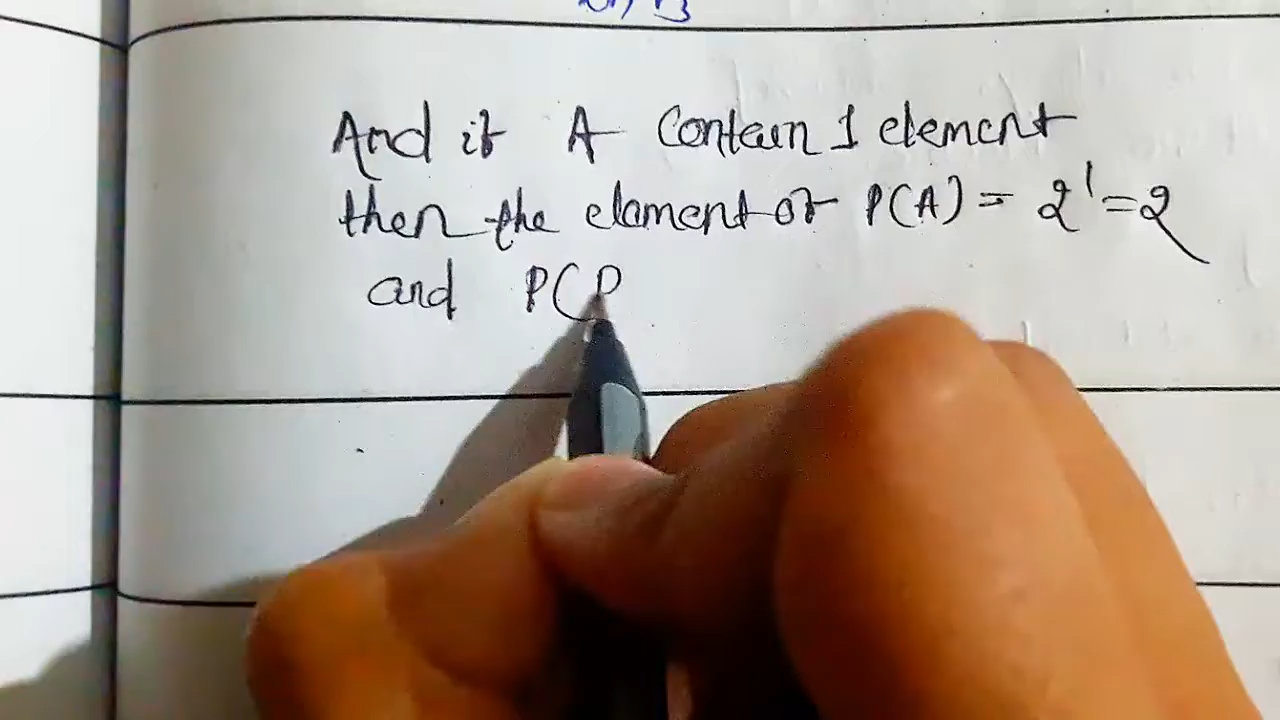 And if A Contain 1 element
then the element of P(A) = 2¹ = 2
and P(P